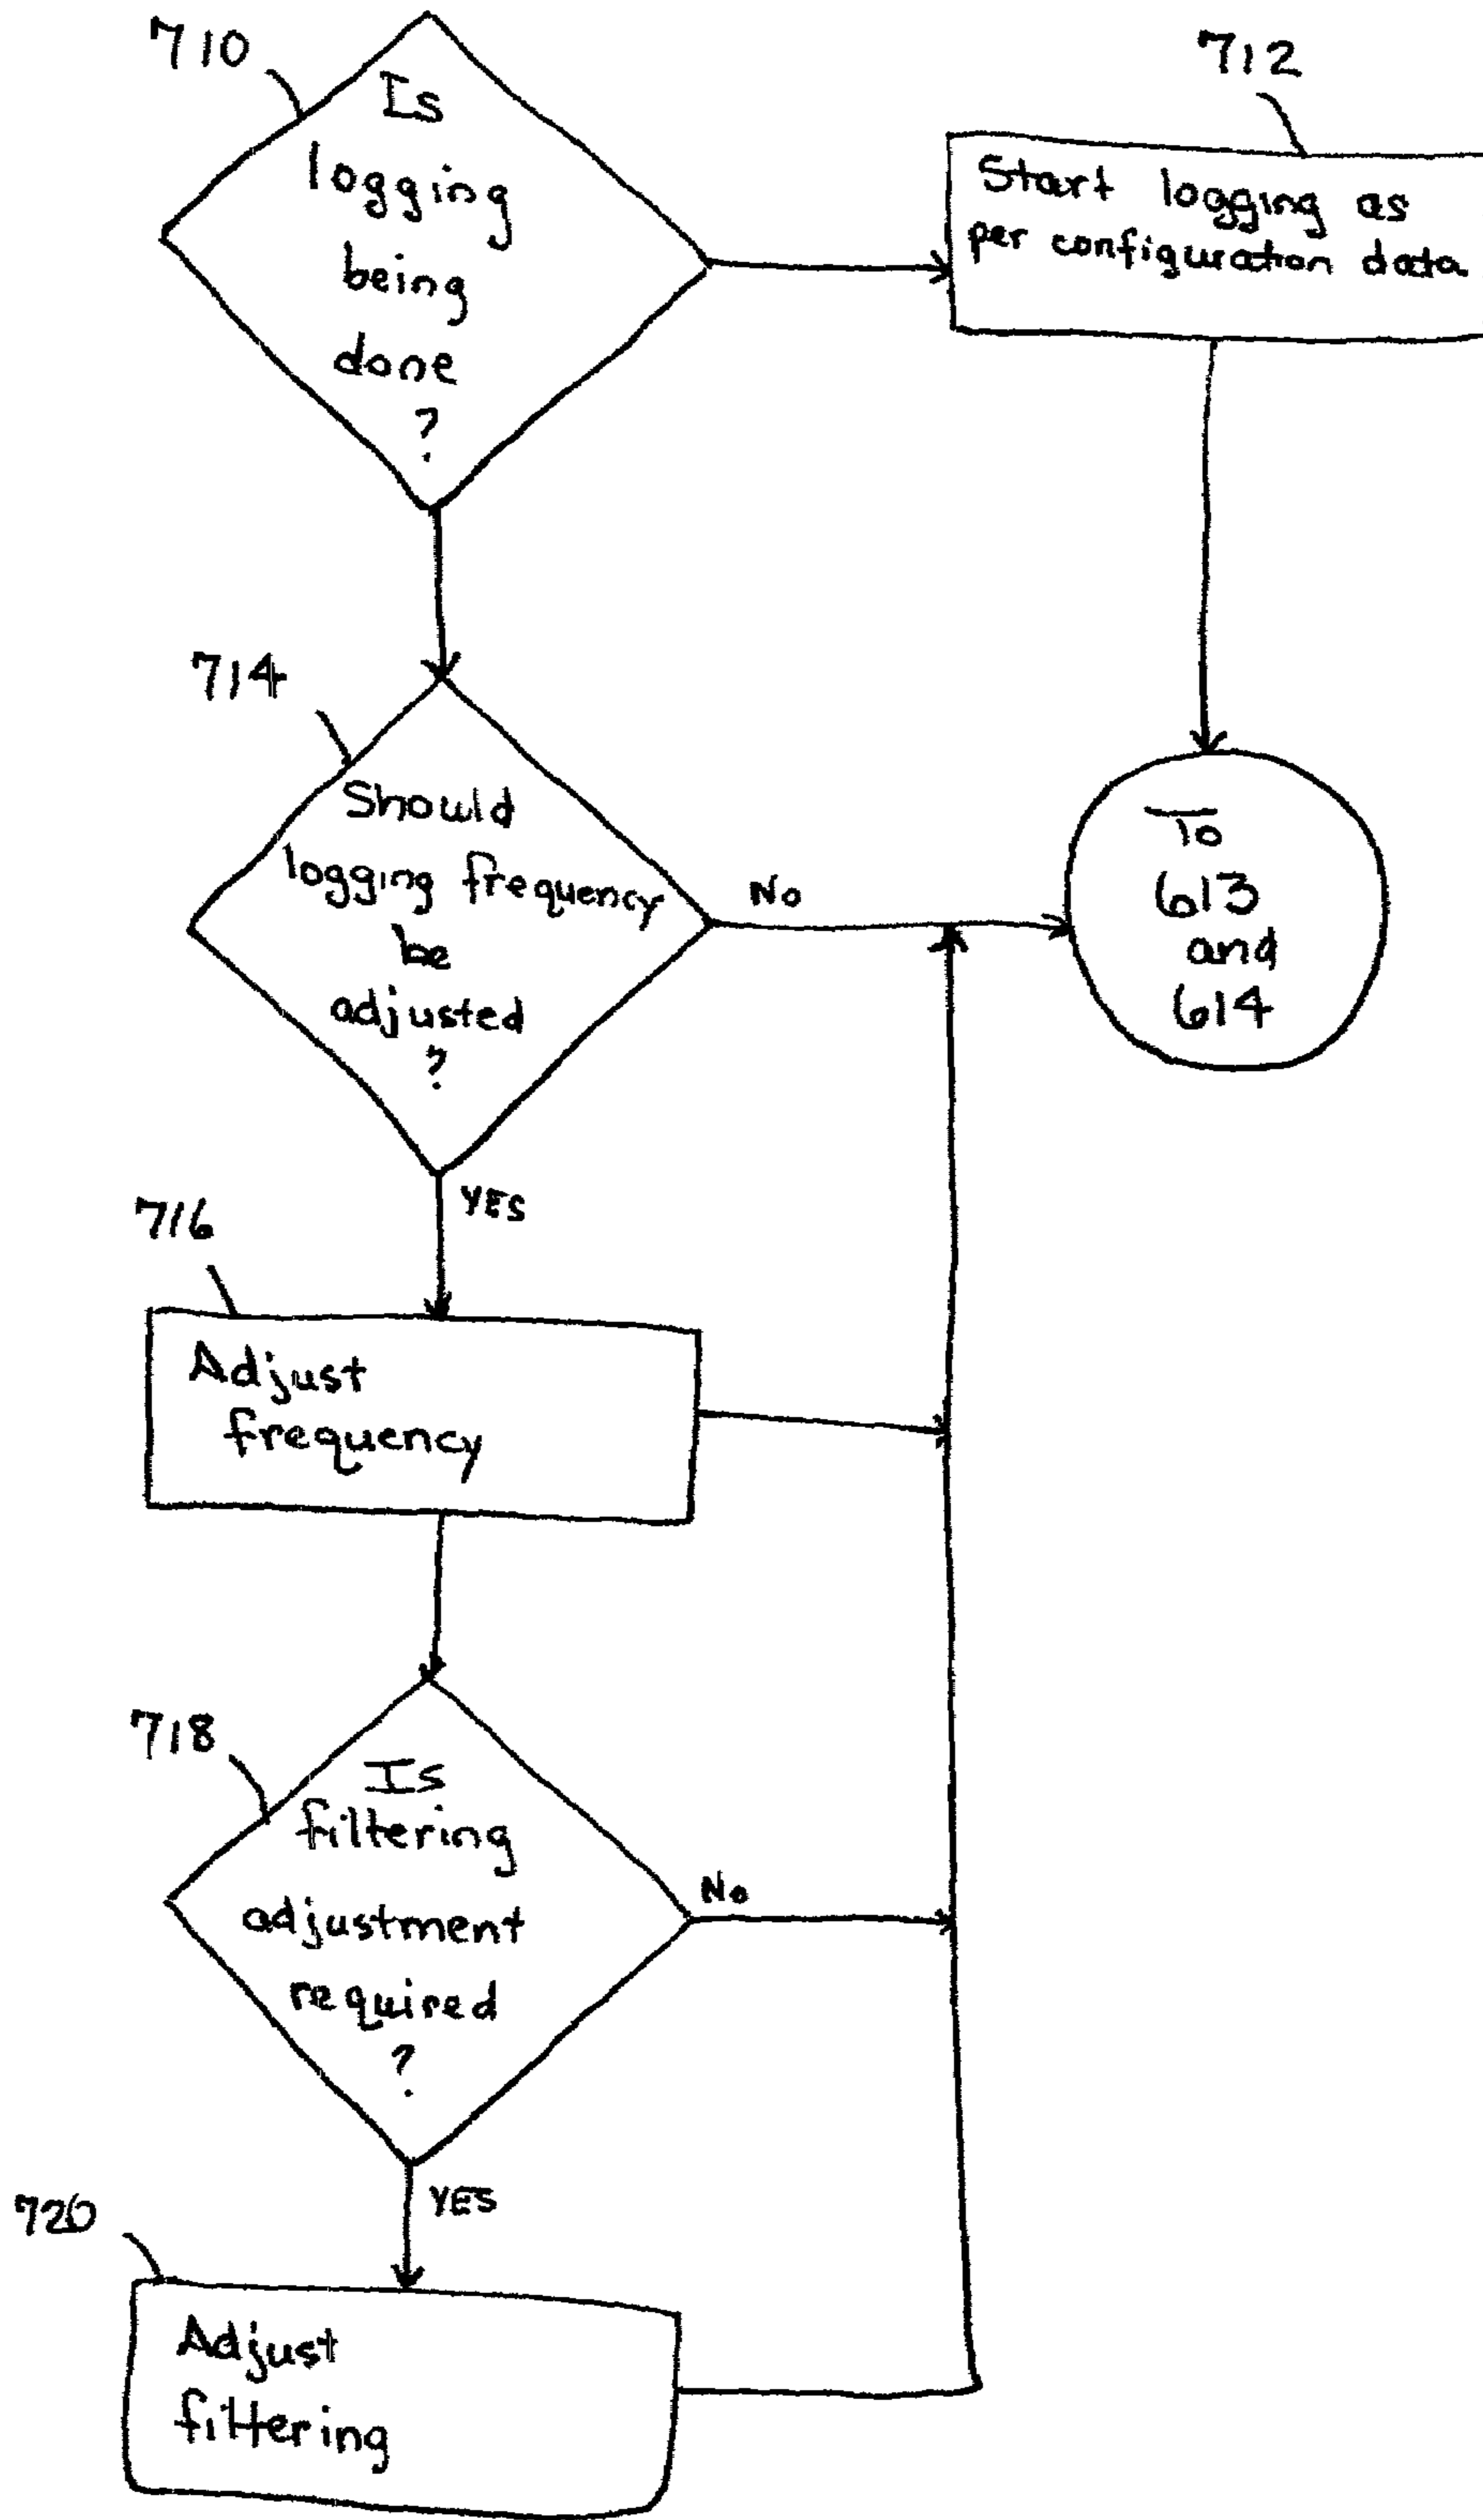 710
Is
logging
being
done
?
712
Start logging as
per configuration data
714
Should
logging frequency
be
adjusted
?
No
To
613
and
614
YES
716
Adjust
frequency
718
Is
filtering
adjustment
required
?
No
YES
720
Adjust
filtering